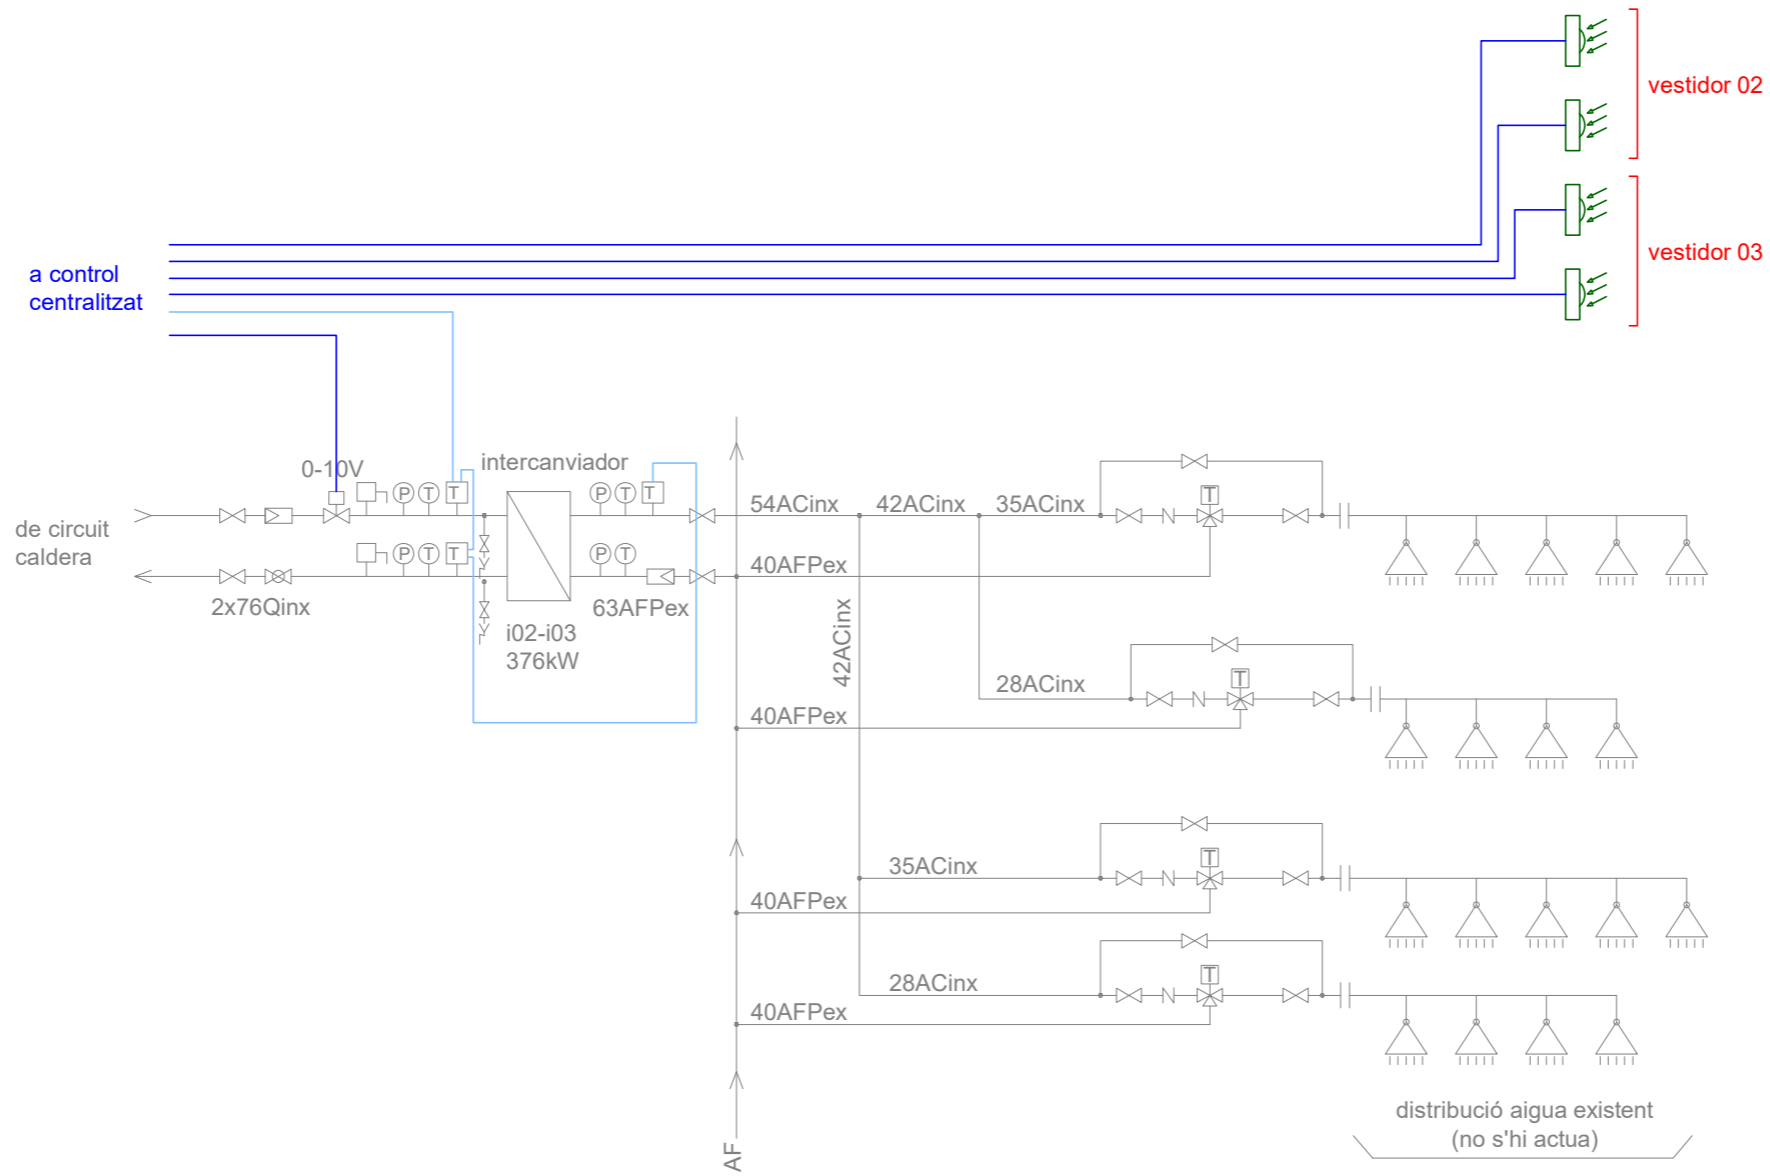 vestidor 02
vestidor 03
a control
centralitzat
0-10V
intercanviador
P T T
P T T
54ACinx
42ACinx
35ACinx
T
de circuit
caldera
P T T
P T
40AFPex
2x76Qinx
63AFPex
i02-i03
376kW
42ACinx
28ACinx
T
40AFPex
35ACinx
T
40AFPex
28ACinx
T
40AFPex
distribució aigua existent
(no s'hi actua)
AF